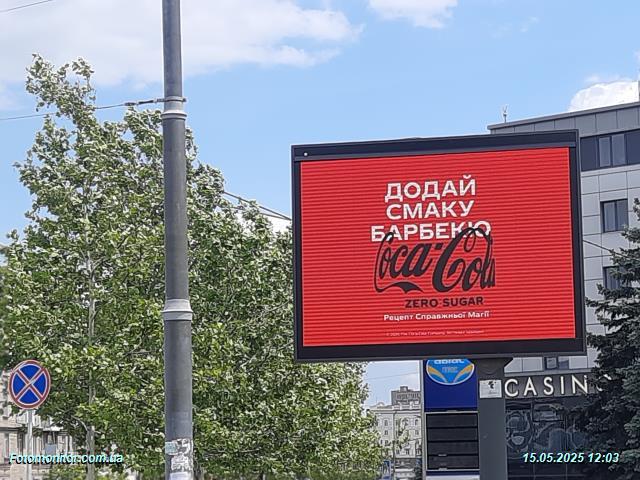 ДОДАЙ
СМАКУ
БАРБЕКЮ
Coca-Cola
ZERO SUGAR
Рецепт Справжньої Магії
CASINO
Fotomonitor.com.ua
15.05.2025 12:03